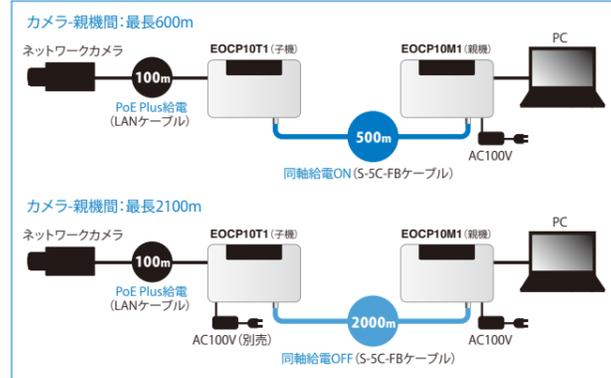 カメラ-親機間：最長600m
ネットワークカメラ
EOCP10T1（子機）
EOCP10M1（親機）
PC
100m
PoE Plus給電
（LANケーブル）
500m
AC100V
同軸給電ON（S-5C-FBケーブル）
カメラ-親機間：最長2100m
ネットワークカメラ
EOCP10T1（子機）
EOCP10M1（親機）
PC
100m
PoE Plus給電
（LANケーブル）
2000m
AC100V（別売）
AC100V
同軸給電OFF（S-5C-FBケーブル）